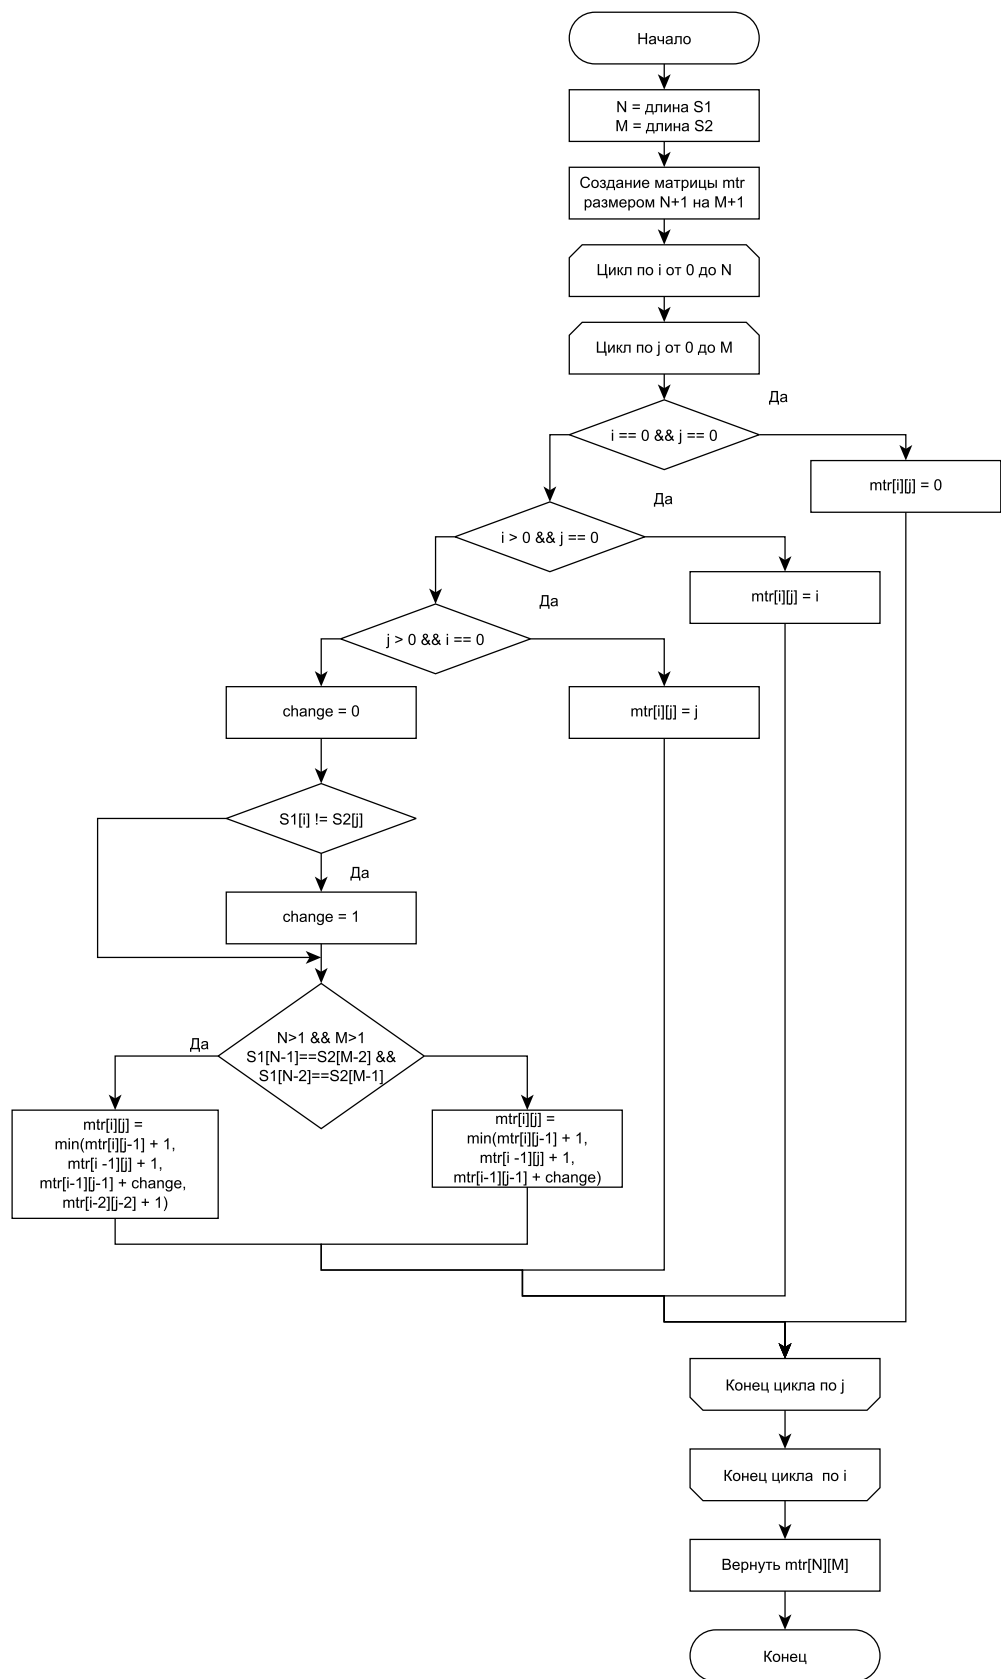 Начало
N = длина S1
M = длина S2
Создание матрицы mtr
размером N+1 на M+1
Цикл по i от 0 до N
Цикл по j от 0 до M
Да
i == 0 && j == 0
mtr[i][j] = 0
Да
i > 0 && j == 0
mtr[i][j] = i
Да
j > 0 && i == 0
change = 0
mtr[i][j] = j
S1[i] != S2[j]
Да
change = 1
N>1 && M>1
S1[N-1]==S2[M-2] &&
S1[N-2]==S2[M-1]
Да
mtr[i][j] =
min(mtr[i][j-1] + 1,
mtr[i -1][j] + 1,
mtr[i-1][j-1] + change,
mtr[i-2][j-2] + 1)
mtr[i][j] =
min(mtr[i][j-1] + 1,
mtr[i -1][j] + 1,
mtr[i-1][j-1] + change)
Конец цикла по j
Конец цикла по i
Вернуть mtr[N][M]
Конец